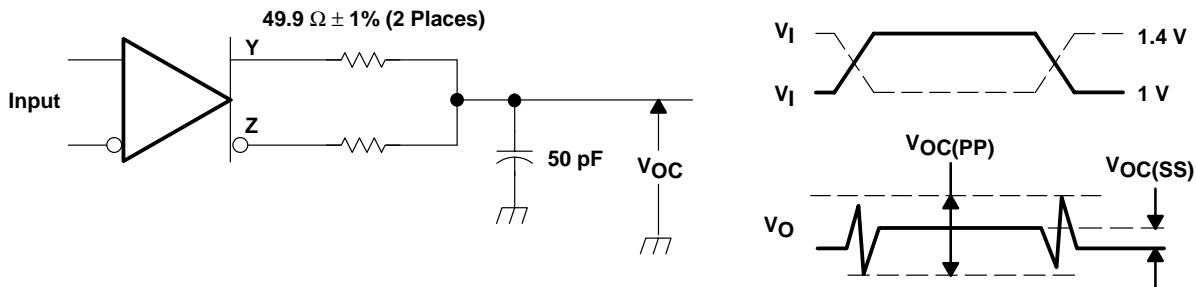 49.9 Ω ± 1% (2 Places)
Y
Input
Z
50 pF
VOC
VI
1.4 V
VI
1 V
VOC(PP)
VOC(SS)
VO